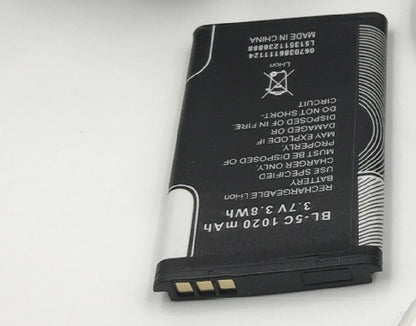 BL-5C 1020 mAh
3.7V 3.8Wh
RECHARGEABLE Li-ion
BATTERY
USE SPECIFIED
CHARGER ONLY.
MUST BE DISPOSED OF
PROPERLY.
MAY EXPLODE IF
DAMAGED OR
DISPOSED OF IN FIRE.
DO NOT SHORT-
CIRCUIT
Li-ion
0670386111124
L513511236888
MADE IN CHINA